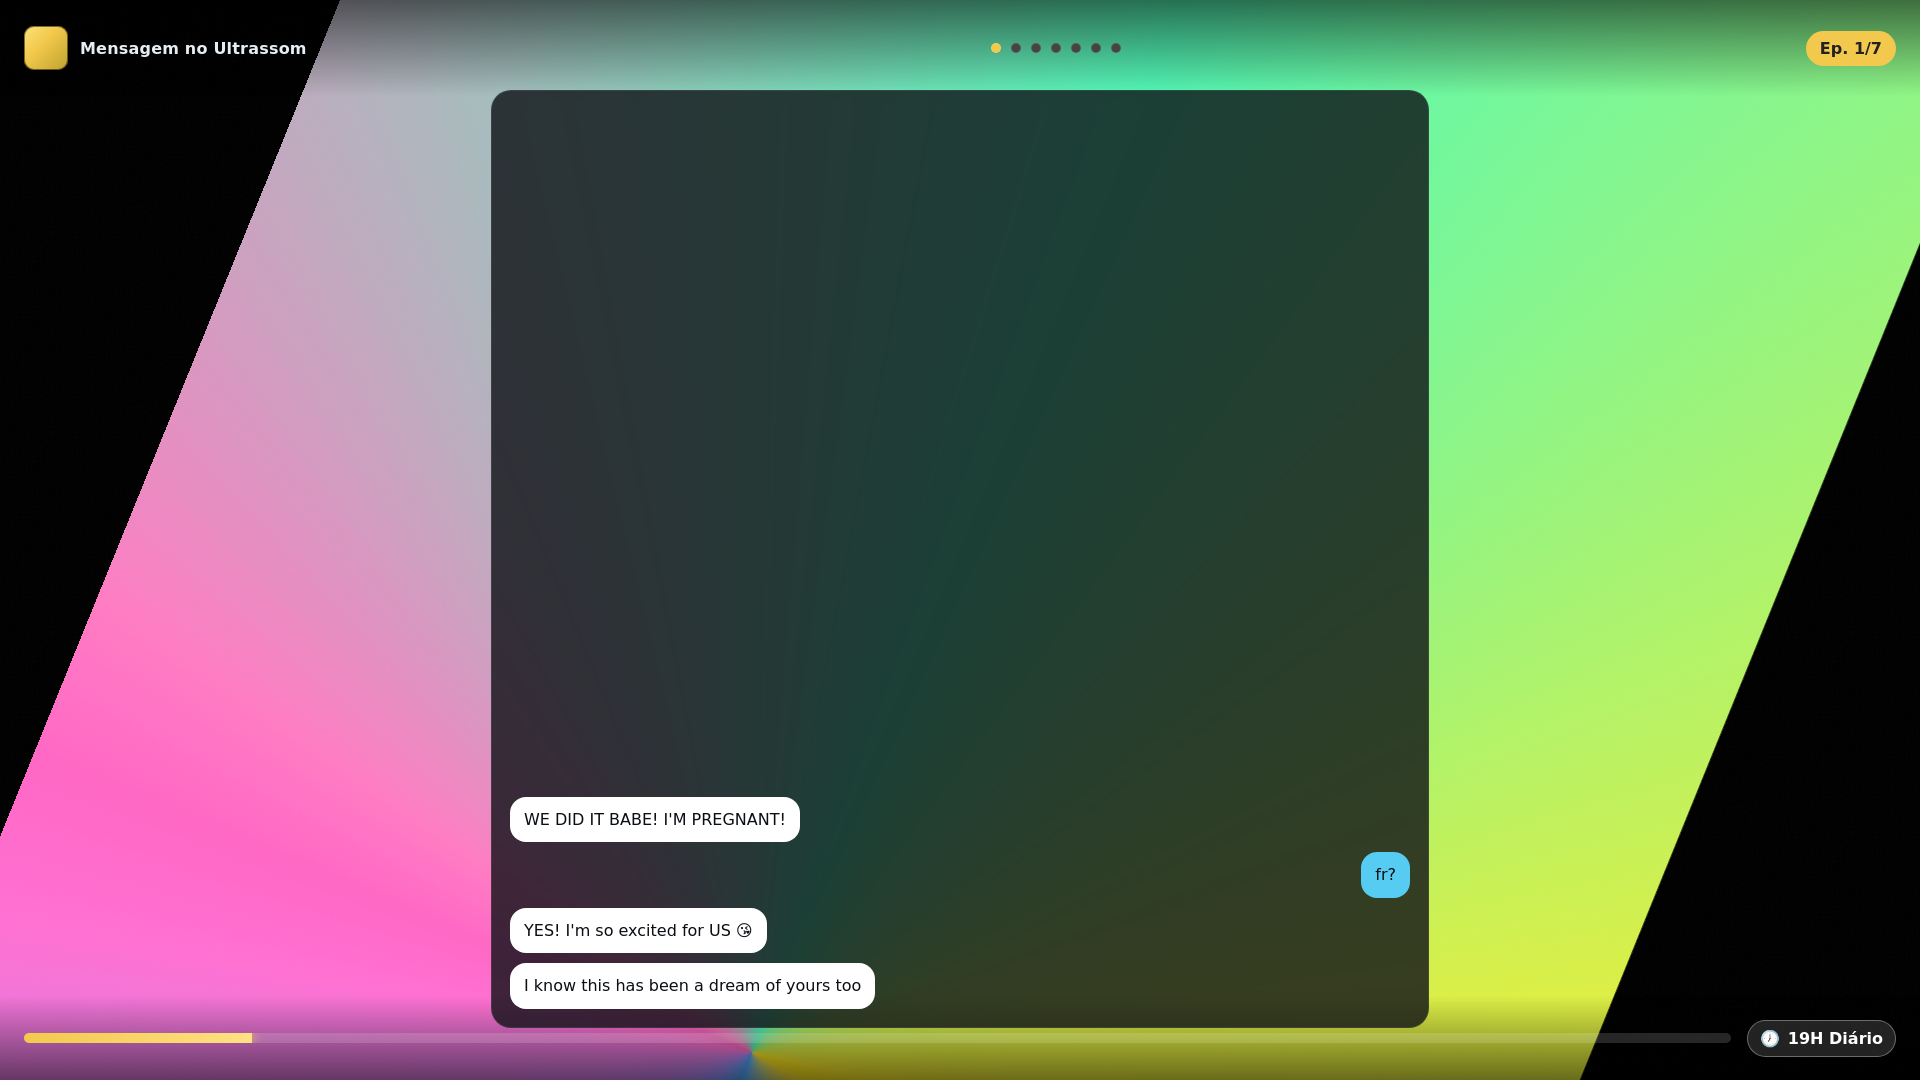 Mensagem no Ultrassom
Ep. 1/7
WE DID IT BABE! I'M PREGNANT!
fr?
YES! I'm so excited for US 😘
I know this has been a dream of yours too
🕖 19H Diário